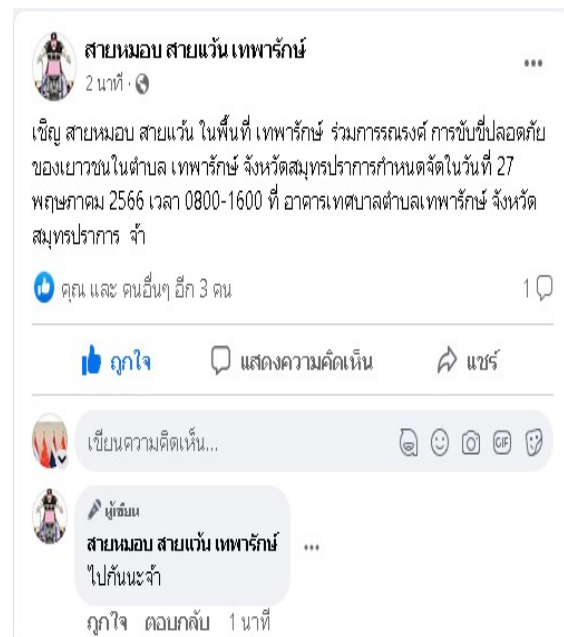 สายหมอบ สายแว้น เทพารักษ์
2 นาที ·
เชิญ สายหมอบ สายแว้น ในพื้นที่ เทพารักษ์ ร่วมการรณรงค์ การขับขี่ปลอดภัย
ของเยาวชนในตำบล เทพารักษ์ จังหวัดสมุทรปราการกำหนดจัดในวันที่ 27
พฤษภาคม 2566 เวลา 0800-1600 ที่ อาคารเทศบาลตำบลเทพารักษ์ จังหวัด
สมุทรปราการ จ้า
คุณ และ คนอื่นๆ อีก 3 คน 1
ถูกใจ แสดงความคิดเห็น แชร์
เขียนความคิดเห็น... GIF
ผู้เขียน
สายหมอบ สายแว้น เทพารักษ์
ไปกันนะจ้า
ถูกใจ ตอบกลับ 1 นาที